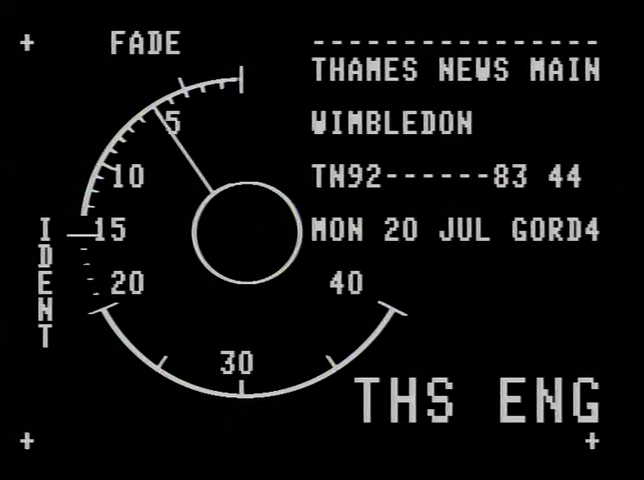 + FADE
- - - - - - - - - - - - - - - -
THAMES NEWS MAIN
WIMBLEDON
TN92------83 44
MON 20 JUL GORD4
5
10
15
20
30
40
IDENT
THS ENG
+ +